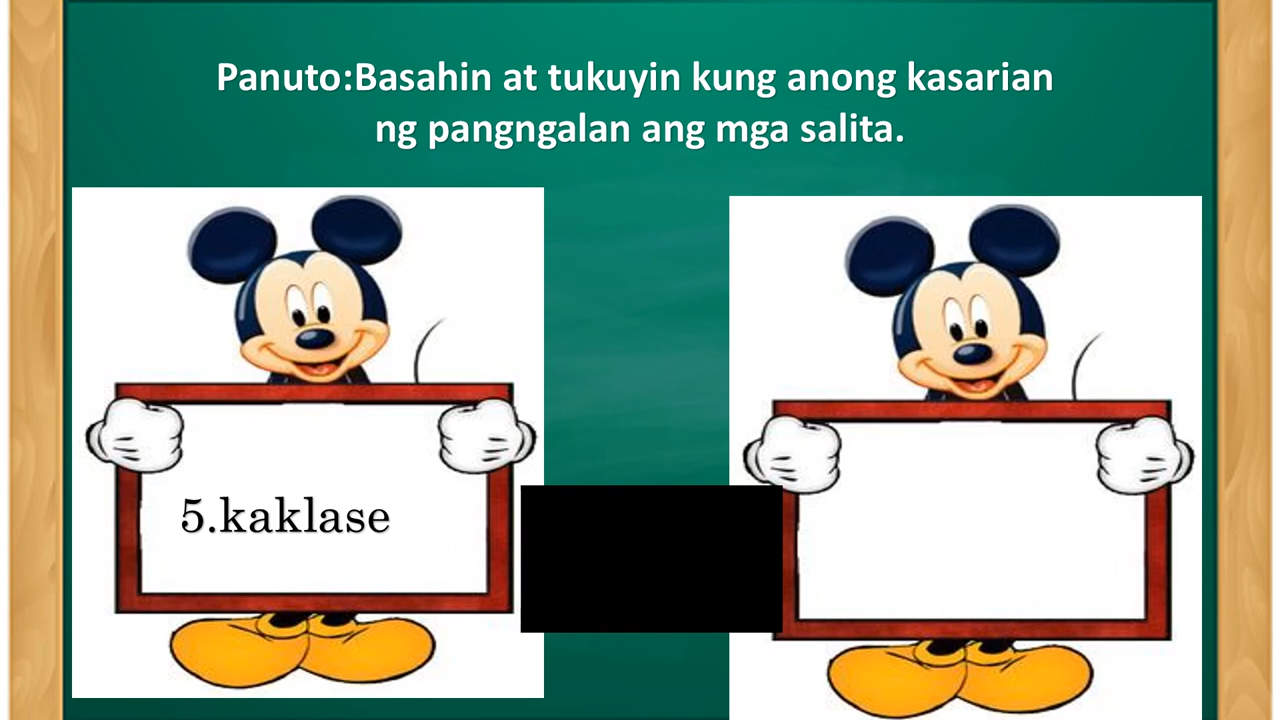 Panuto:Basahin at tukuyin kung anong kasarian
ng pangngalan ang mga salita.
5.kaklase